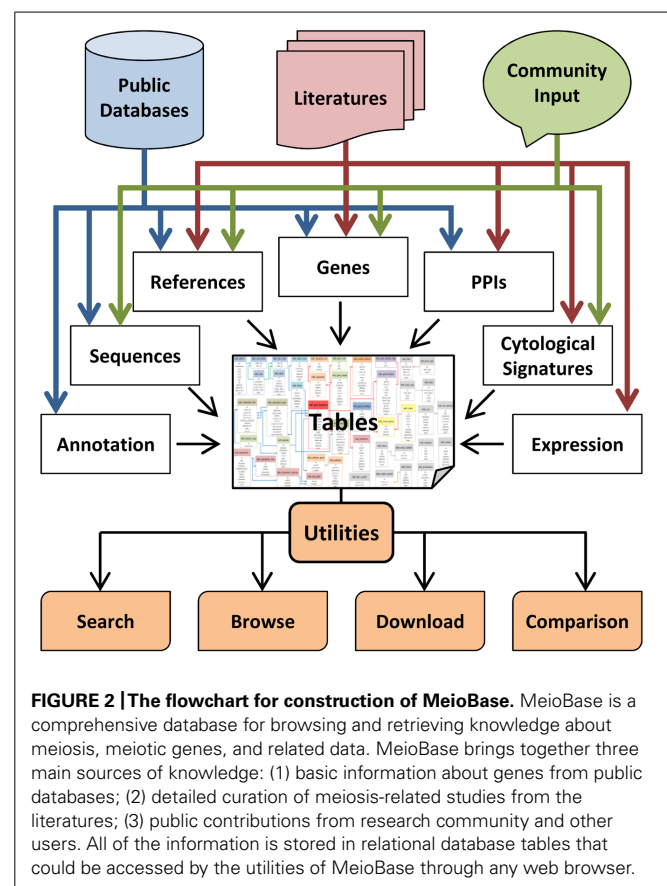 Public
Databases
Literatures
Community
Input
References
Genes
PPIs
Sequences
Cytological
Signatures
Annotation
Tables
Expression
Utilities
Search
Browse
Download
Comparison
FIGURE 2 | The flowchart for construction of MeioBase. MeioBase is a
comprehensive database for browsing and retrieving knowledge about
meiosis, meiotic genes, and related data. MeioBase brings together three
main sources of knowledge: (1) basic information about genes from public
databases; (2) detailed curation of meiosis-related studies from the
literatures; (3) public contributions from research community and other
users. All of the information is stored in relational database tables that
could be accessed by the utilities of MeioBase through any web browser.